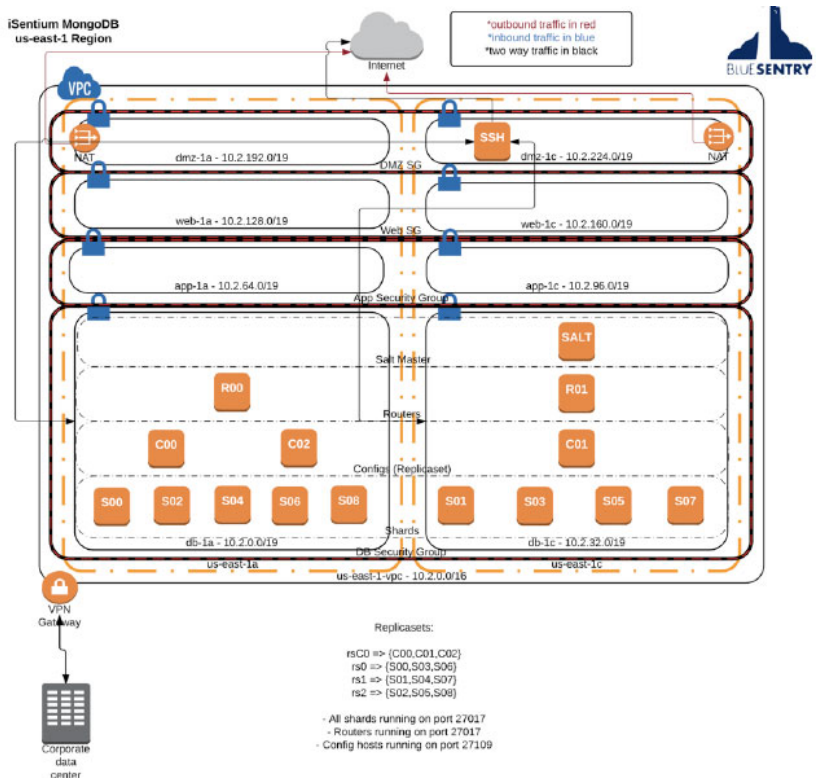 iSentium MongoDB
us-east-1 Region
*outbound traffic in red
*inbound traffic in blue
*two way traffic in black
BLUESENTRY
Internet
VPC
NAT
dmz-1a - 10.2.192.0/19
SSH
dmz-1c - 10.2.224.0/19
NAT
DMZ SG
web-1a - 10.2.128.0/19
web-1c - 10.2.160.0/19
Web SG
app-1a - 10.2.64.0/19
app-1c - 10.2.96.0/19
App Security Group
SALT
Salt Master
R00
R01
Routers
C00
C02
C01
Configs (Replicaset)
S00
S02
S04
S06
S08
S01
S03
S05
S07
Shards
db-1a - 10.2.0.0/19
db-1c - 10.2.32.0/19
DB Security Group
us-east-1a
us-east-1c
us-east-1-vpc - 10.2.0.0/16
VPN
Gateway
Corporate
data
center
Replicasets:
rsC0 => {C00,C01,C02}
rs0 => {S00,S03,S06}
rs1 => {S01,S04,S07}
rs2 => {S02,S05,S08}
- All shards running on port 27017
- Routers running on port 27017
- Config hosts running on port 27109